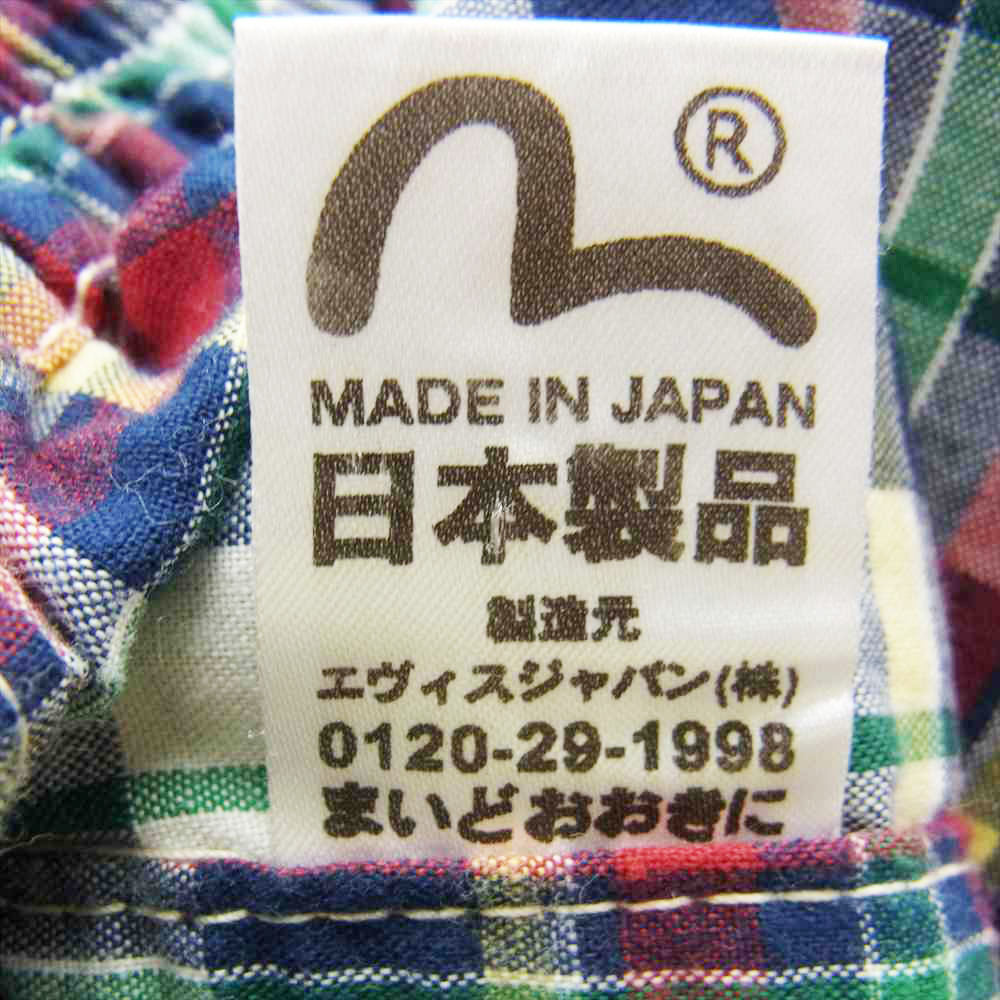 ®
MADE IN JAPAN
日本製品
製造元
エヴィスジャパン(株)
0120-29-1998
まいどおおきに